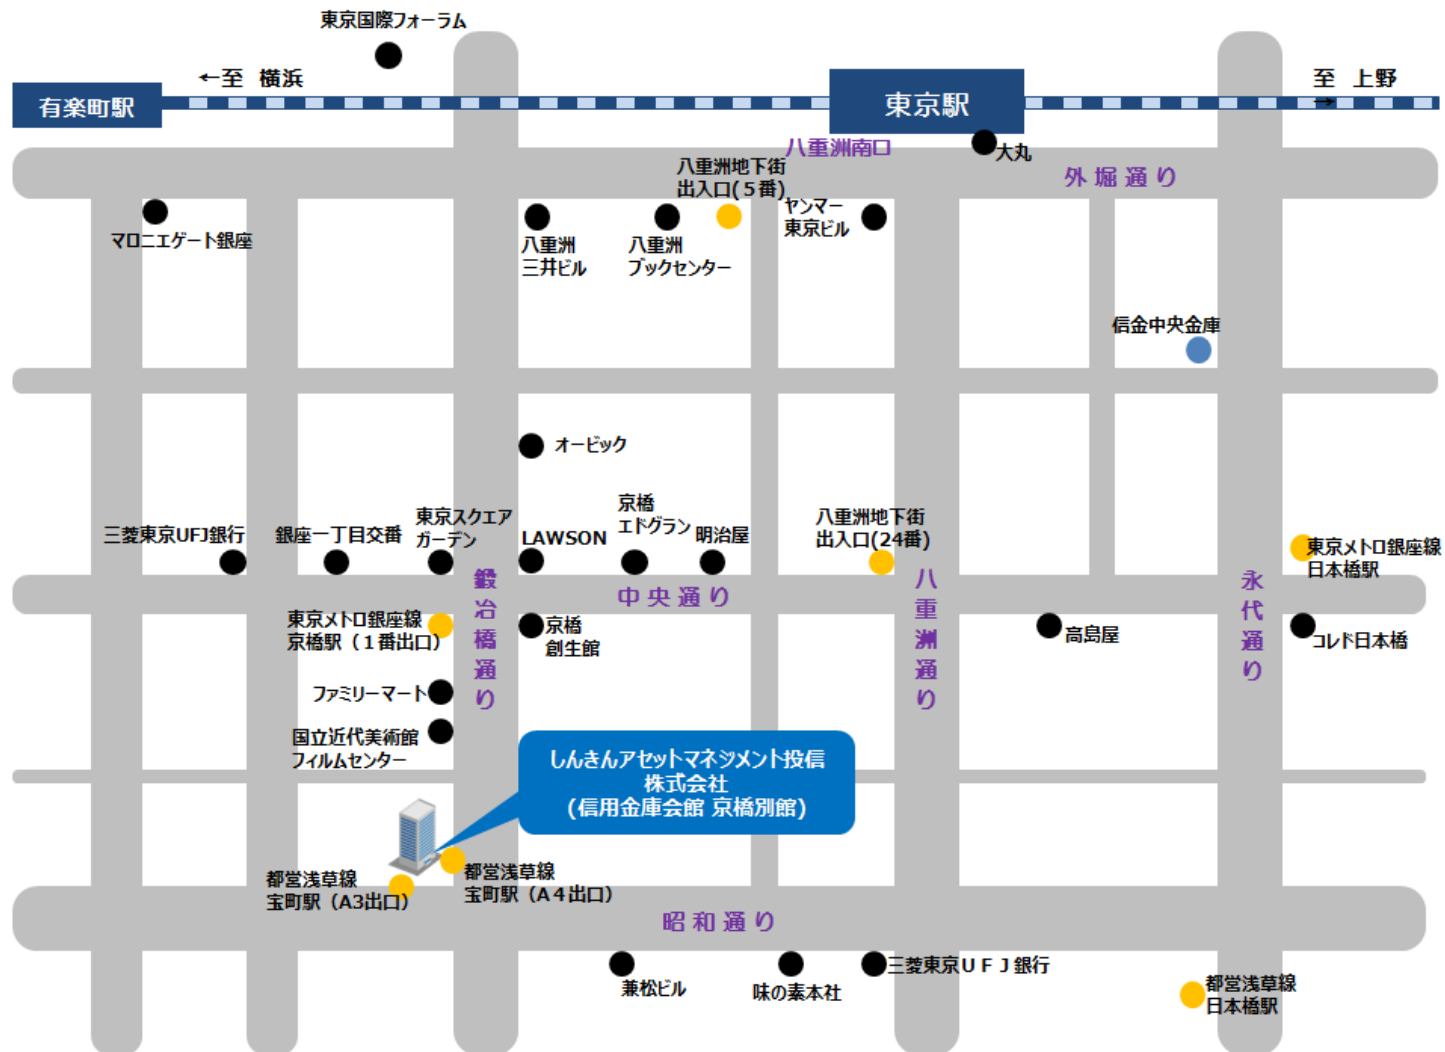 東京国際フォーラム
←至 横浜
至 上野
→
有楽町駅
東京駅
八重洲南口
大丸
外堀通り
八重洲地下街
出入口(５番)
マロニエゲート銀座
八重洲
三井ビル
八重洲
ブックセンター
ヤンマー
東京ビル
信金中央金庫
オービック
三菱東京UFJ銀行
銀座一丁目交番
東京スクエア
ガーデン
LAWSON
京橋
エドグラン
明治屋
八重洲地下街
出入口(24番)
東京メトロ銀座線
日本橋駅
鍛冶橋通り
中央通り
八重洲通り
永代通り
東京メトロ銀座線
京橋駅（１番出口）
京橋
創生館
高島屋
コレド日本橋
ファミリーマート
国立近代美術館
フィルムセンター
しんきんアセットマネジメント投信
株式会社
(信用金庫会館 京橋別館)
都営浅草線
宝町駅（A3出口）
都営浅草線
宝町駅（A４出口）
昭和通り
兼松ビル
味の素本社
三菱東京ＵＦＪ銀行
都営浅草線
日本橋駅